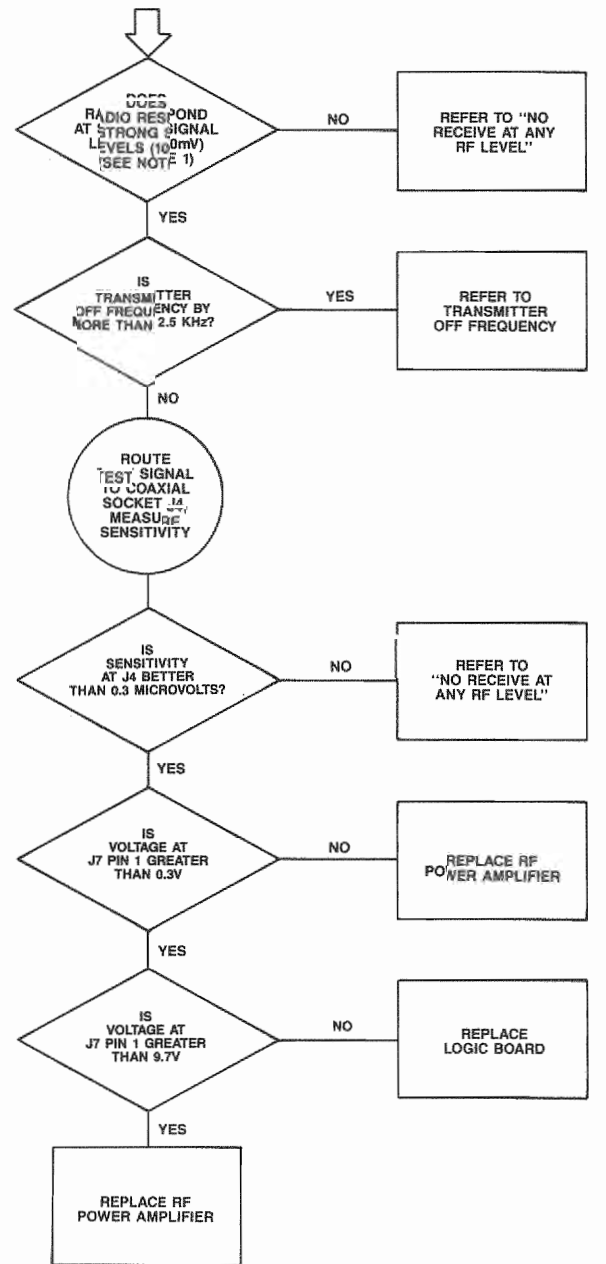 DOES
RADIO RESPOND
AT STRONG SIGNAL
LEVELS
(SEE NOTE 1)
NO
REFER TO "NO
RECEIVE AT ANY
RF LEVEL"
YES
IS
TRANSMITTER
OFF FREQUENCY BY
MORE THAN 2.5 KHz?
YES
REFER TO
TRANSMITTER
OFF FREQUENCY
NO
ROUTE
TEST SIGNAL
TO COAXIAL
SOCKET J4,
MEASURE
SENSITIVITY
IS
SENSITIVITY
AT J4 BETTER
THAN 0.3 MICROVOLTS?
NO
REFER TO
"NO RECEIVE AT
ANY RF LEVEL"
YES
IS
VOLTAGE AT
J7 PIN 1 GREATER
THAN 0.3V
NO
REPLACE RF
POWER AMPLIFIER
YES
IS
VOLTAGE AT
J7 PIN 1 GREATER
THAN 9.7V
NO
REPLACE
LOGIC BOARD
YES
REPLACE RF
POWER AMPLIFIER